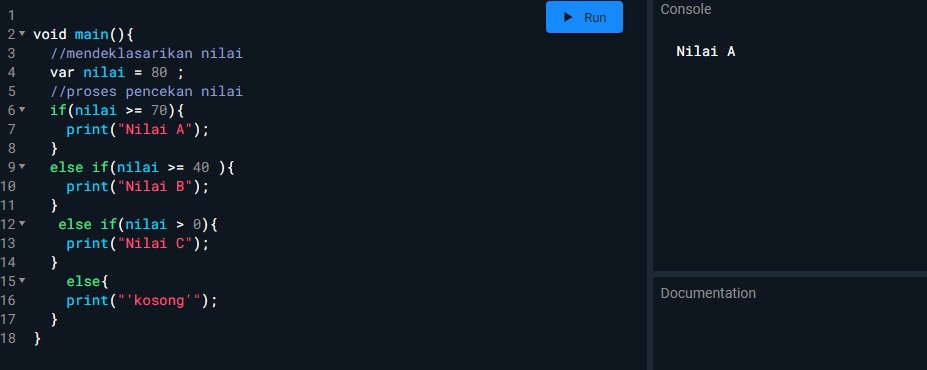 1
2 void main(){
3 //mendeklasarikan nilai
4 var nilai = 80 ;
5 //proses pencekan nilai
6 if(nilai >= 70){
7 print("Nilai A");
8 }
9 else if(nilai >= 40 ){
10 print("Nilai B");
11 }
12 else if(nilai > 0){
13 print("Nilai C");
14 }
15 else{
16 print("'kosong'");
17 }
18 }
Run
Console
Nilai A
Documentation